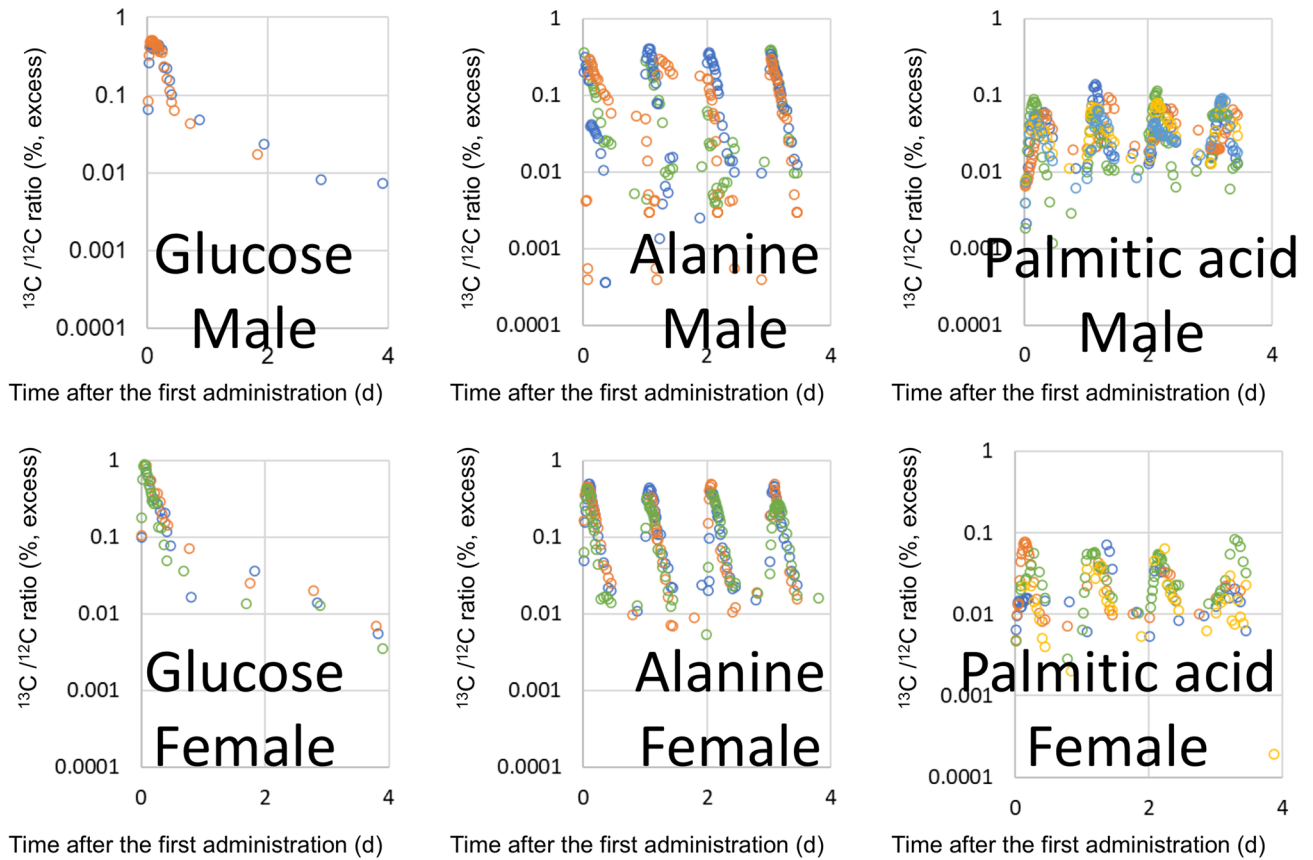 1
0.1
0.01
0.001
0.0001
13C /12C ratio (%, excess)
Glucose
Male
0 2 4
Time after the first administration (d)
1
0.1
0.01
0.001
0.0001
13C /12C ratio (%, excess)
Alanine
Male
0 2 4
Time after the first administration (d)
1
0.1
0.01
0.001
0.0001
13C /12C ratio (%, excess)
Palmitic acid
Male
0 2 4
Time after the first administration (d)
1
0.1
0.01
0.001
0.0001
13C /12C ratio (%, excess)
Glucose
Female
0 2 4
Time after the first administration (d)
1
0.1
0.01
0.001
0.0001
13C /12C ratio (%, excess)
Alanine
Female
0 2 4
Time after the first administration (d)
1
0.1
0.01
0.001
0.0001
13C /12C ratio (%, excess)
Palmitic acid
Female
0 2 4
Time after the first administration (d)